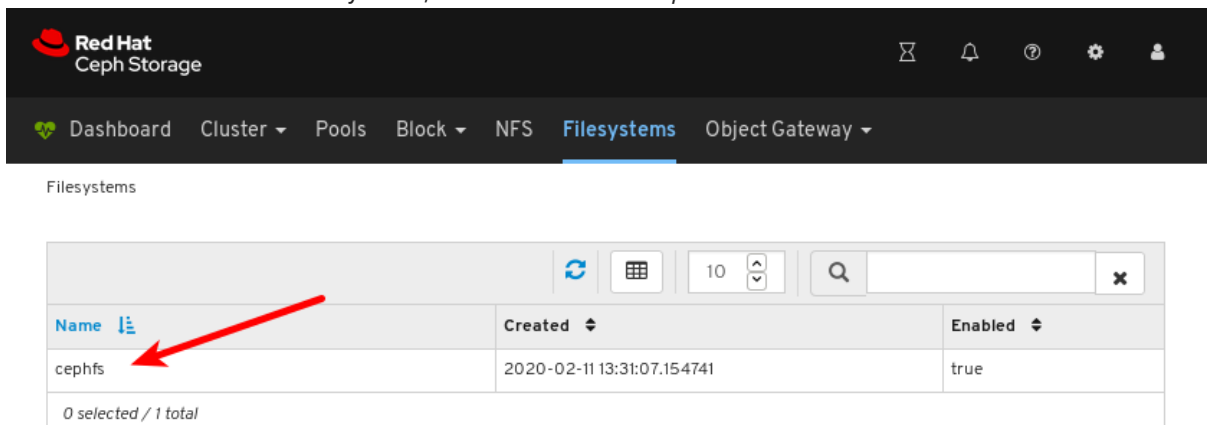 Red Hat
Ceph Storage
Dashboard Cluster Pools Block NFS Filesystems Object Gateway
Filesystems
10
Name Created Enabled
cephfs 2020-02-11 13:31:07.154741 true
0 selected / 1 total